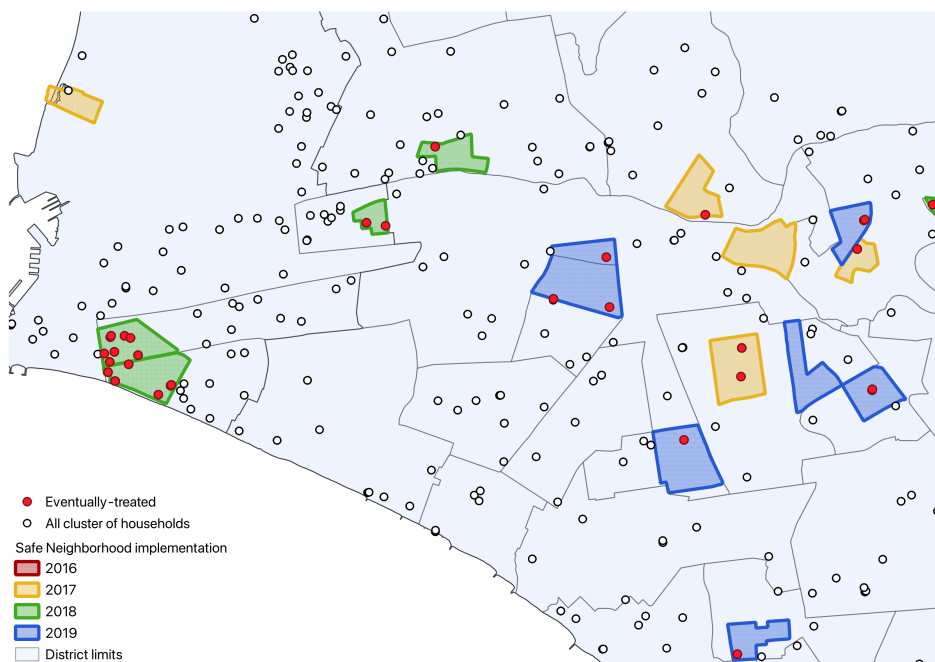 Eventually-treated
All cluster of households
Safe Neighborhood implementation
2016
2017
2018
2019
District limits